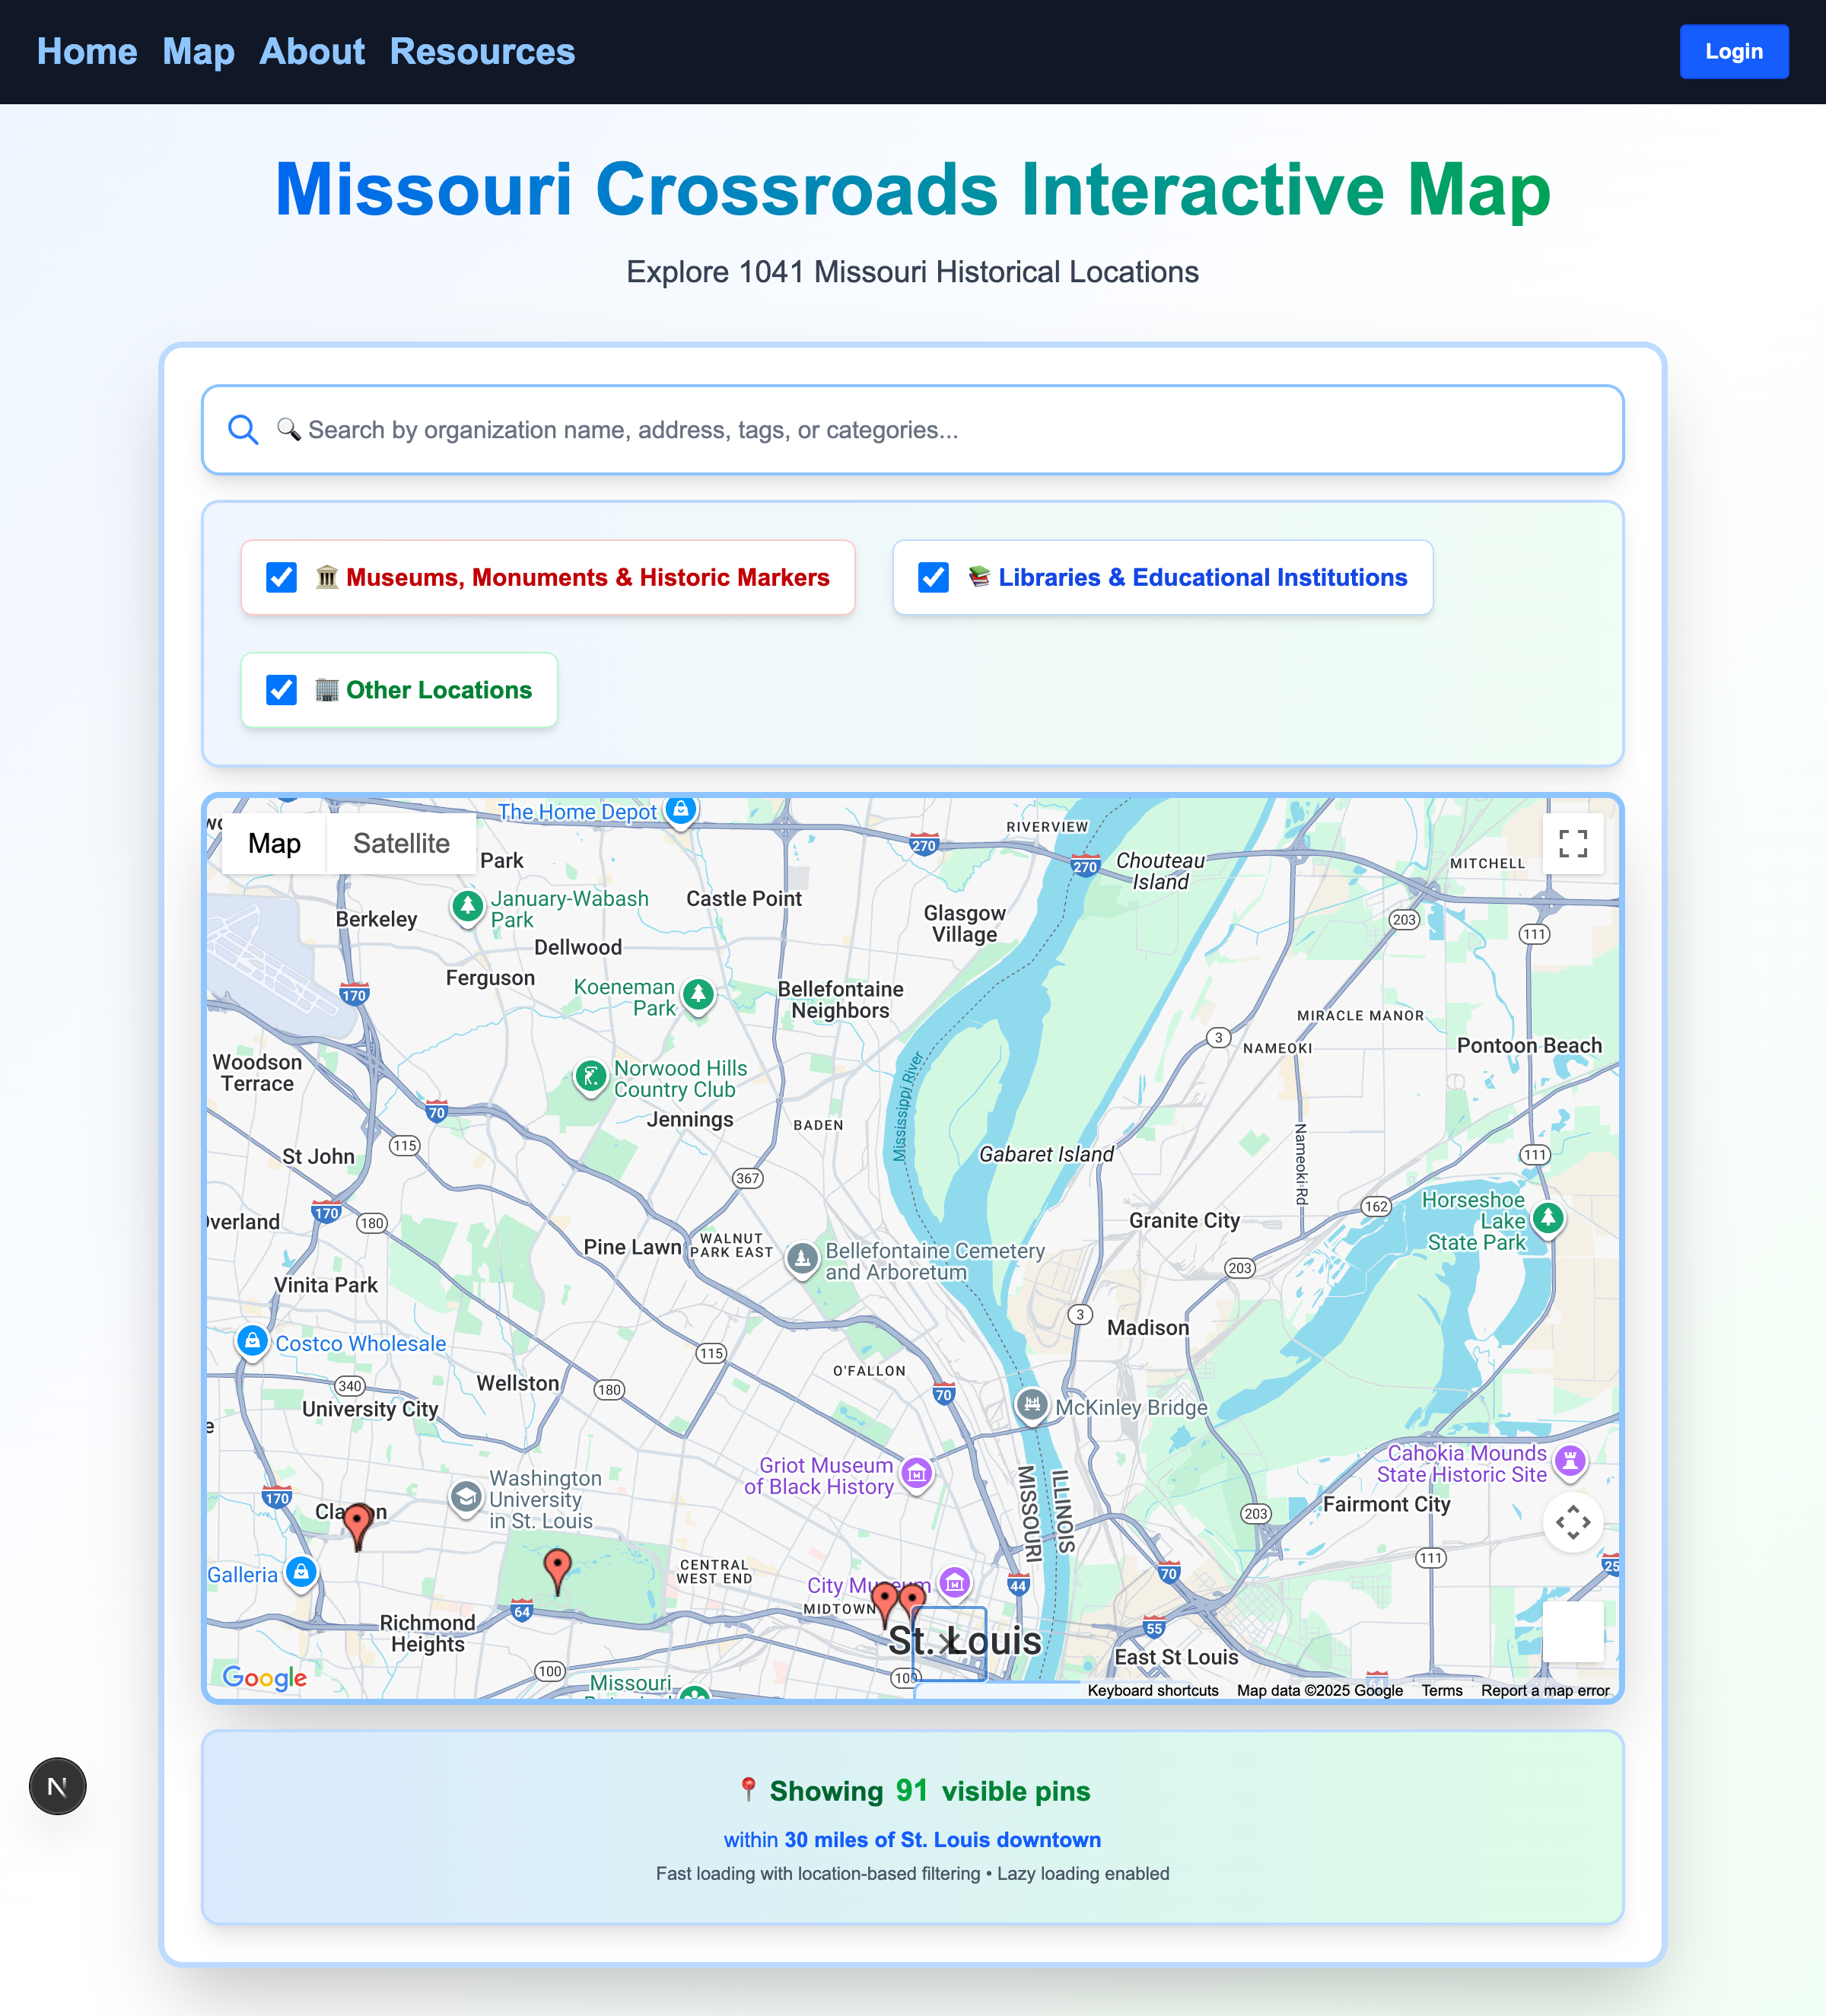 Home Map About Resources
Login
Missouri Crossroads Interactive Map
Explore 1041 Missouri Historical Locations
🔍 Search by organization name, address, tags, or categories...
🏛️ Museums, Monuments & Historic Markers
📚 Libraries & Educational Institutions
🏢 Other Locations
Map
Satellite
The Home Depot
270
RIVERVIEW
270
Chouteau
Island
MITCHELL
Park
January-Wabash
Park
Castle Point
Berkeley
Glasgow
Village
203
111
Dellwood
Ferguson
170
Koeneman
Park
Bellefontaine
Neighbors
MIRACLE MANOR
3
NAMEOKI
Pontoon Beach
Woodson
Terrace
Norwood Hills
Country Club
70
Jennings
BADEN
Mississippi River
115
St John
Gabaret Island
Nameoki Rd
111
367
170
180
162
Horseshoe
Lake
State Park
Granite City
Pine Lawn
WALNUT
PARK EAST
Bellefontaine Cemetery
and Arboretum
203
Vinita Park
3
Madison
Costco Wholesale
115
O'FALLON
340
Wellston
180
70
University City
McKinley Bridge
Griot Museum
of Black History
Cahokia Mounds
State Historic Site
Washington
University
in St. Louis
170
MISSOURI
ILLINOIS
Fairmont City
203
111
Galleria
CENTRAL
WEST END
City Museum
44
70
MIDTOWN
64
Richmond
Heights
St. Louis
55
East St Louis
100
Missouri
64
Google
Keyboard shortcuts
Map data ©2025 Google
Terms
Report a map error
N
📍 Showing 91 visible pins
within 30 miles of St. Louis downtown
Fast loading with location-based filtering • Lazy loading enabled